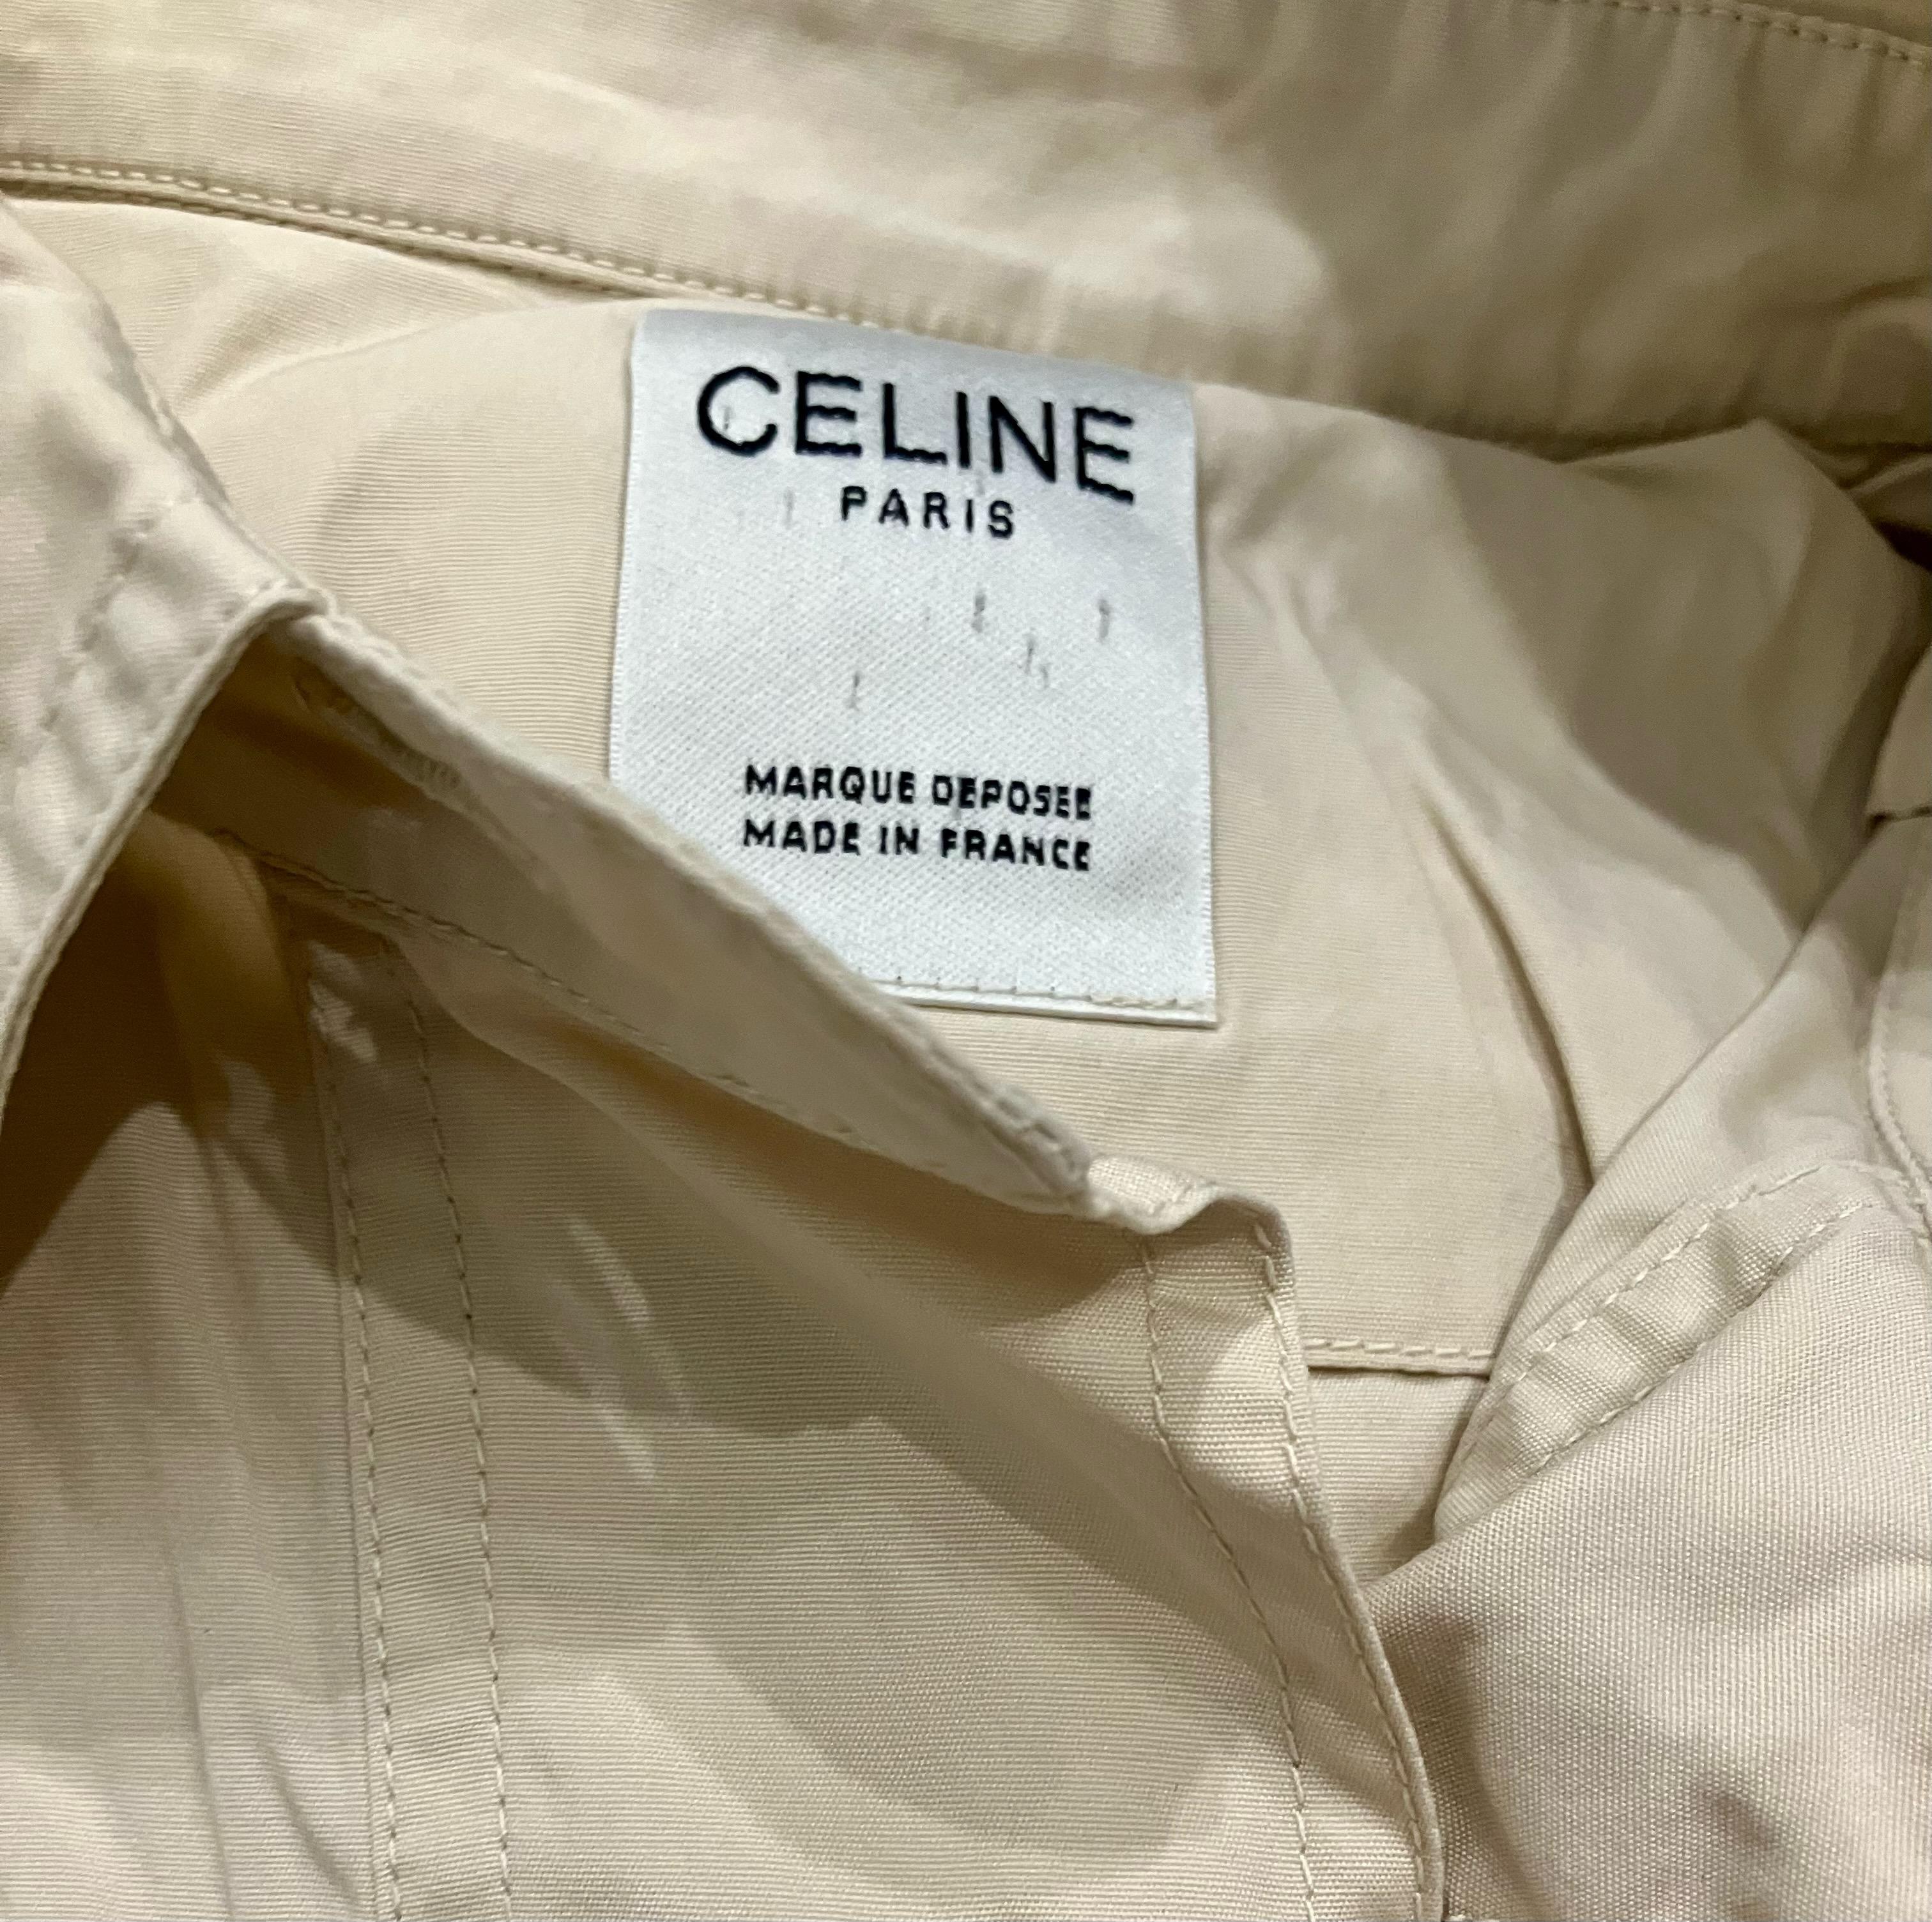 CELINE
PARIS
MARQUE DEPOSEE
MADE IN FRANCE